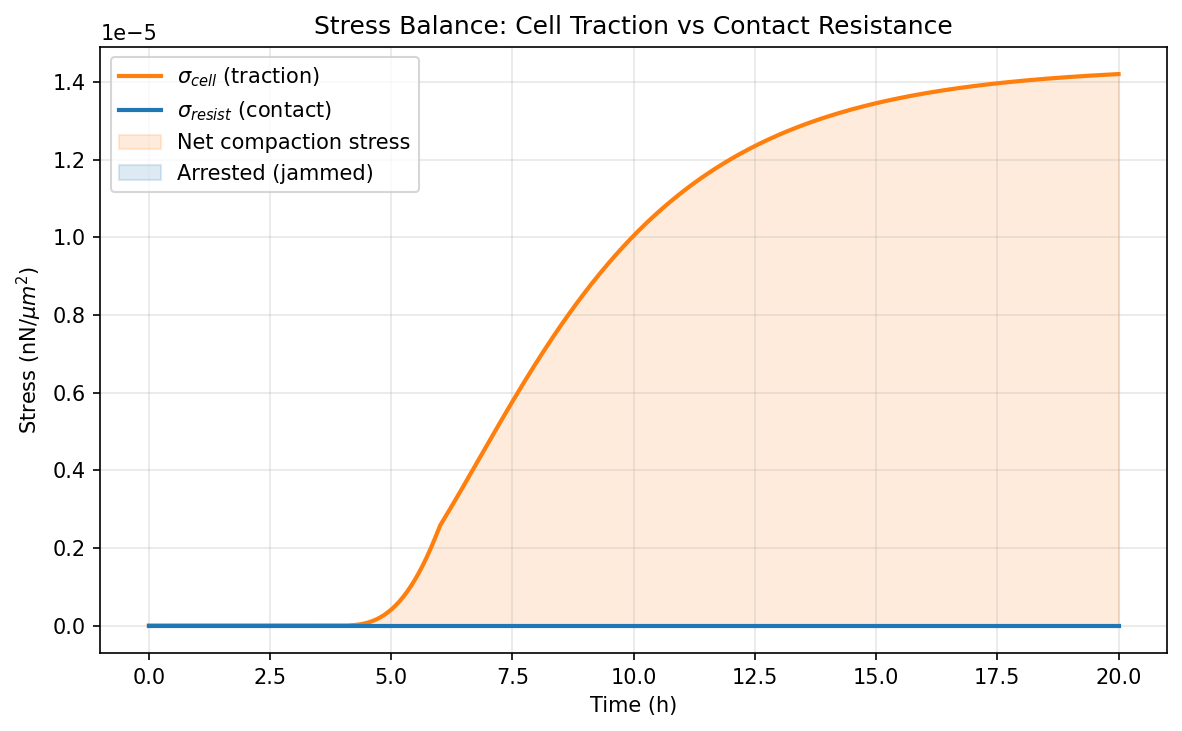 Stress Balance: Cell Traction vs Contact Resistance
1e−5
σcell (traction)
σresist (contact)
Net compaction stress
Arrested (jammed)
1.4
1.2
1.0
0.8
0.6
0.4
0.2
0.0
Stress (nN/μm²)
0.0 2.5 5.0 7.5 10.0 12.5 15.0 17.5 20.0
Time (h)